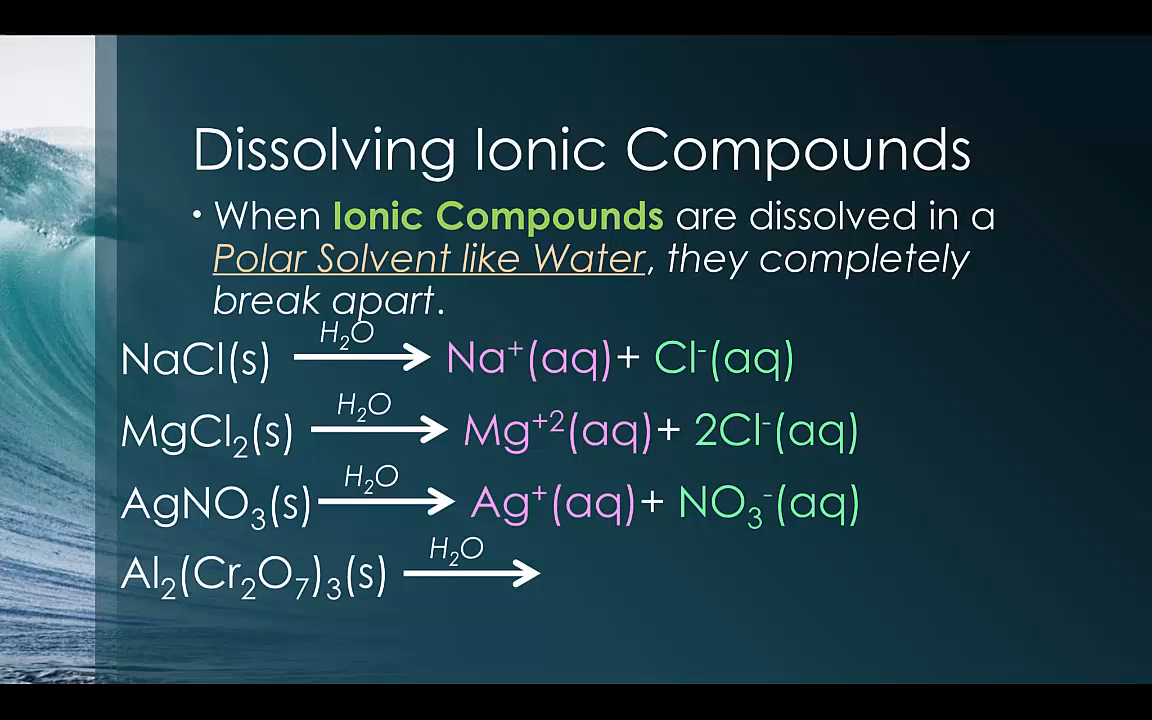 Dissolving Ionic Compounds
• When Ionic Compounds are dissolved in a
Polar Solvent like Water, they completely
break apart.
NaCl(s) H₂O → Na⁺(aq)+ Cl⁻(aq)
MgCl₂(s) H₂O → Mg⁺²(aq)+ 2Cl⁻(aq)
AgNO₃(s) H₂O → Ag⁺(aq)+ NO₃⁻(aq)
Al₂(Cr₂O₇)₃(s) H₂O →